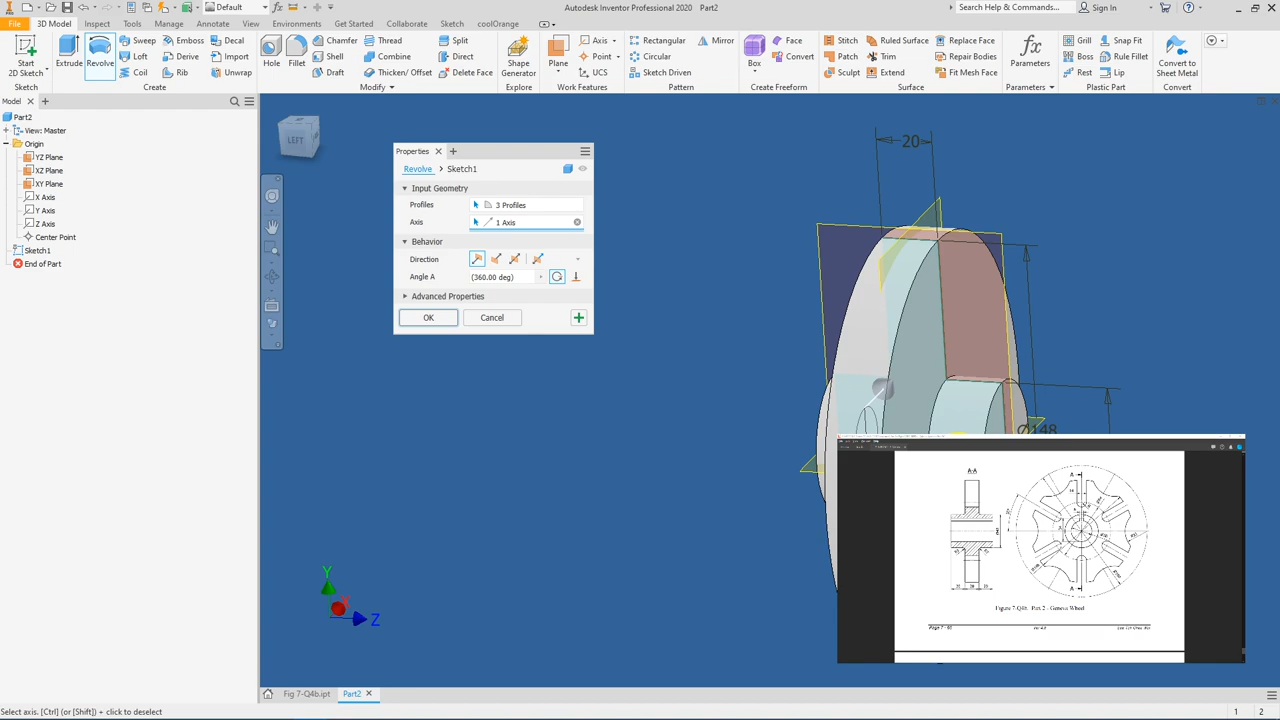 Default
Autodesk Inventor Professional 2020
Search Help & Commands...
Sign In
File
3D Model
Inspect
Tools
Manage
Annotate
View
Environments
Get Started
Collaborate
Sketch
coolOrange
Start
2D Sketch
Extrude
Revolve
Sweep
Emboss
Decal
Loft
Derive
Import
Coil
Rib
Unwrap
Hole
Fillet
Chamfer
Thread
Split
Shell
Combine
Direct
Draft
Thicken/ Offset
Delete Face
Shape
Generator
Plane
Axis
Point
UCS
Rectangular
Mirror
Circular
Sketch Driven
Box
Face
Convert
Stitch
Ruled Surface
Replace Face
Patch
Trim
Repair Bodies
Sculpt
Extend
Fit Mesh Face
fx
Parameters
Grill
Snap Fit
Boss
Rule Fillet
Rest
Lip
Convert to
Sheet Metal
Sketch
Create
Modify
Explore
Work Features
Pattern
Create Freeform
Surface
Parameters
Plastic Part
Convert
Model
Part2
View: Master
Origin
YZ Plane
XZ Plane
XY Plane
X Axis
Y Axis
Z Axis
Center Point
Sketch1
End of Part
LEFT
Properties
Revolve > Sketch1
Input Geometry
Profiles
3 Profiles
Axis
1 Axis
Behavior
Direction
Angle A
(360.00 deg)
Advanced Properties
OK
Cancel
20
Ø148
A-A
A
A
Figure 7-Q4b. Part 2 - Geneva Wheel
Y
X
Z
Fig 7-Q4b.ipt
Part2
Select axis. [Ctrl] (or [Shift]) + click to deselect
1
2